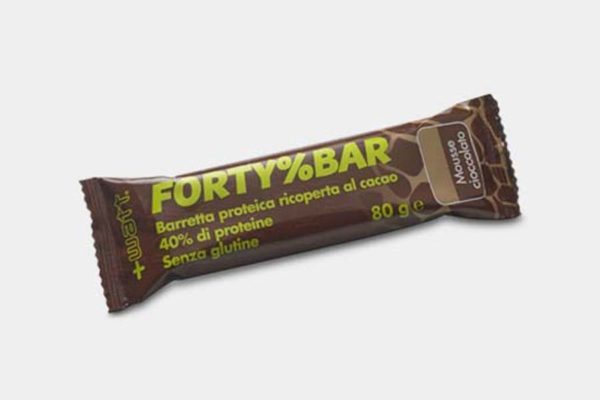 +watt.
FORTY%BAR
Barretta proteica ricoperta al cacao
40% di proteine
Senza glutine
80 g e
Mousse
cioccolato